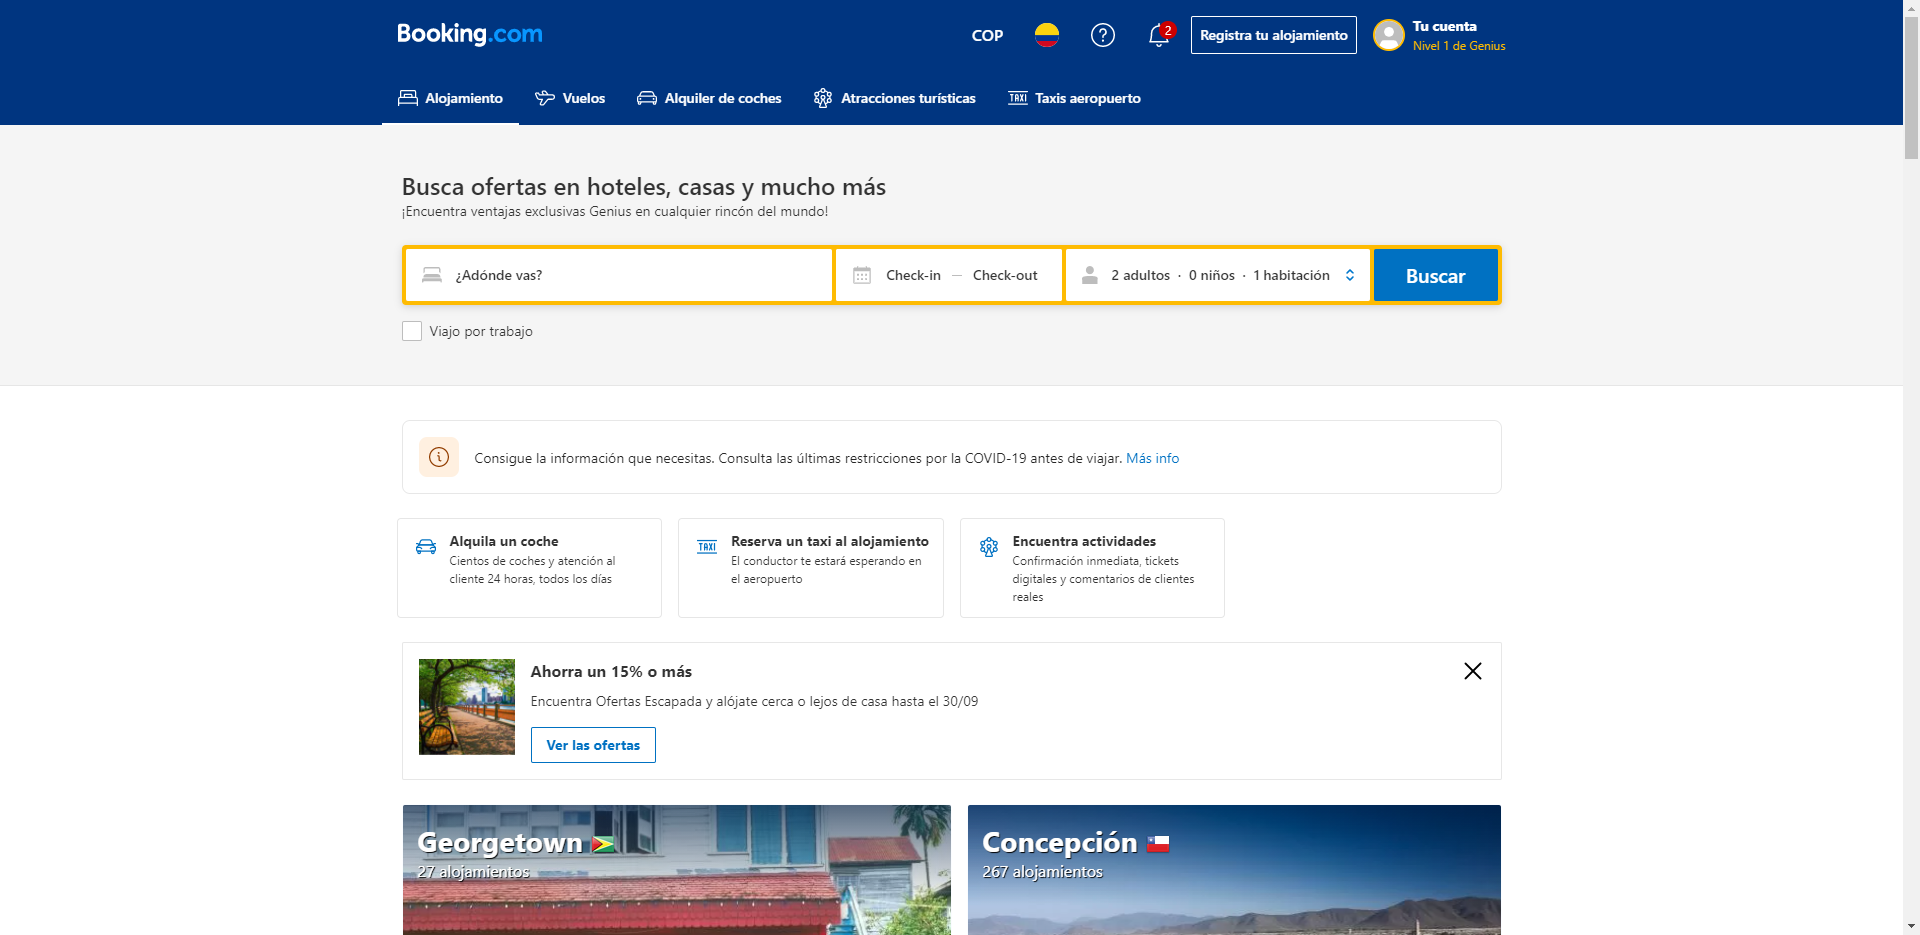 Booking.com
COP
2
Registra tu alojamiento
Tu cuenta
Nivel 1 de Genius
Alojamiento
Vuelos
Alquiler de coches
Atracciones turísticas
TAXI
Taxis aeropuerto
Busca ofertas en hoteles, casas y mucho más
¡Encuentra ventajas exclusivas Genius en cualquier rincón del mundo!
¿Adónde vas?
Check-in — Check-out
2 adultos · 0 niños · 1 habitación
Buscar
Viajo por trabajo
Consigue la información que necesitas. Consulta las últimas restricciones por la COVID-19 antes de viajar. Más info
Alquila un coche
Cientos de coches y atención al
cliente 24 horas, todos los días
TAXI
Reserva un taxi al alojamiento
El conductor te estará esperando en
el aeropuerto
Encuentra actividades
Confirmación inmediata, tickets
digitales y comentarios de clientes
reales
Ahorra un 15% o más
Encuentra Ofertas Escapada y alójate cerca o lejos de casa hasta el 30/09
Ver las ofertas
Georgetown
27 alojamientos
Concepción
267 alojamientos